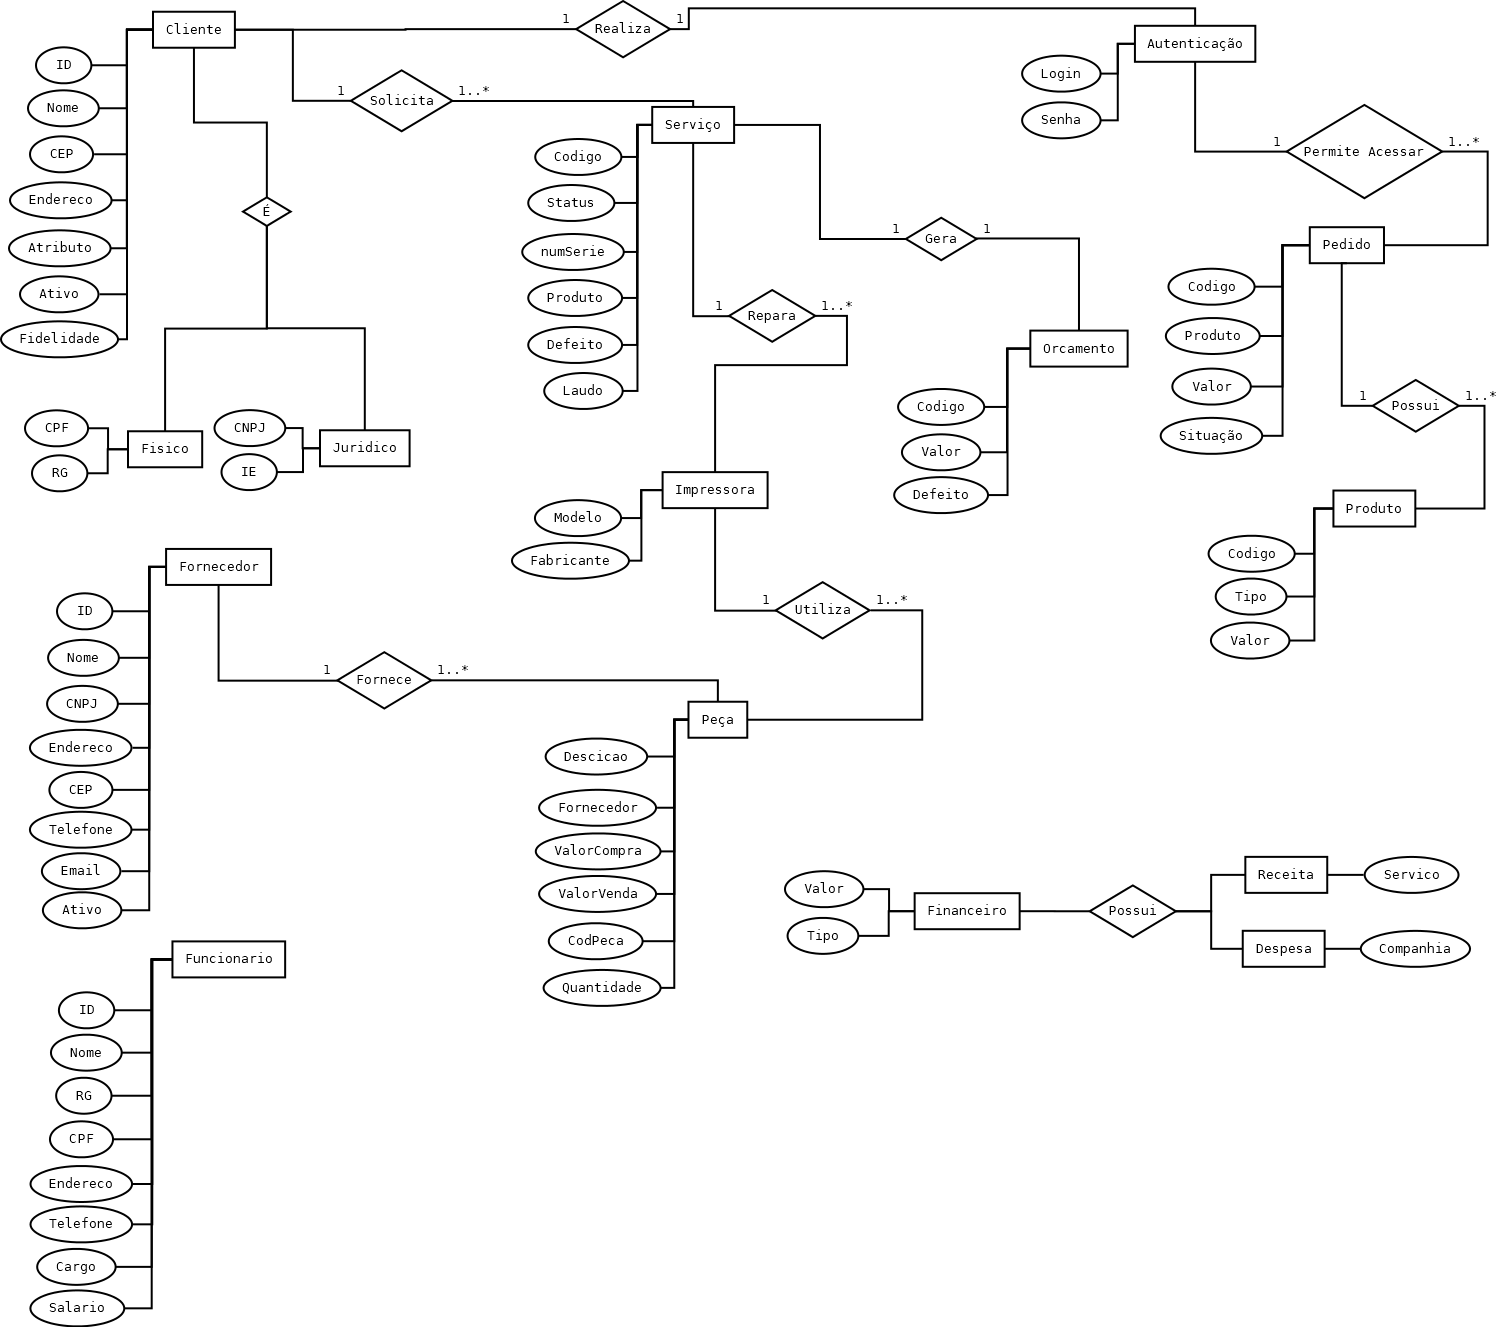 Cliente
1
Realiza
1
Autenticação
ID
Nome
CEP
Endereco
Atributo
Ativo
Fidelidade
1
Solicita
1..*
Login
Senha
Serviço
Codigo
Status
numSerie
Produto
Defeito
Laudo
1
Permite Acessar
1..*
É
1
Gera
1
Pedido
Codigo
Produto
Valor
Situação
1
Repara
1..*
Orcamento
Codigo
Valor
Defeito
1
Possui
1..*
CPF
RG
Fisico
CNPJ
IE
Juridico
Impressora
Modelo
Fabricante
Produto
Codigo
Tipo
Valor
Fornecedor
ID
Nome
CNPJ
Endereco
CEP
Telefone
Email
Ativo
1
Utiliza
1..*
1
Fornece
1..*
Peça
Descicao
Fornecedor
ValorCompra
ValorVenda
CodPeca
Quantidade
Valor
Tipo
Financeiro
Possui
Receita
Servico
Despesa
Companhia
Funcionario
ID
Nome
RG
CPF
Endereco
Telefone
Cargo
Salario